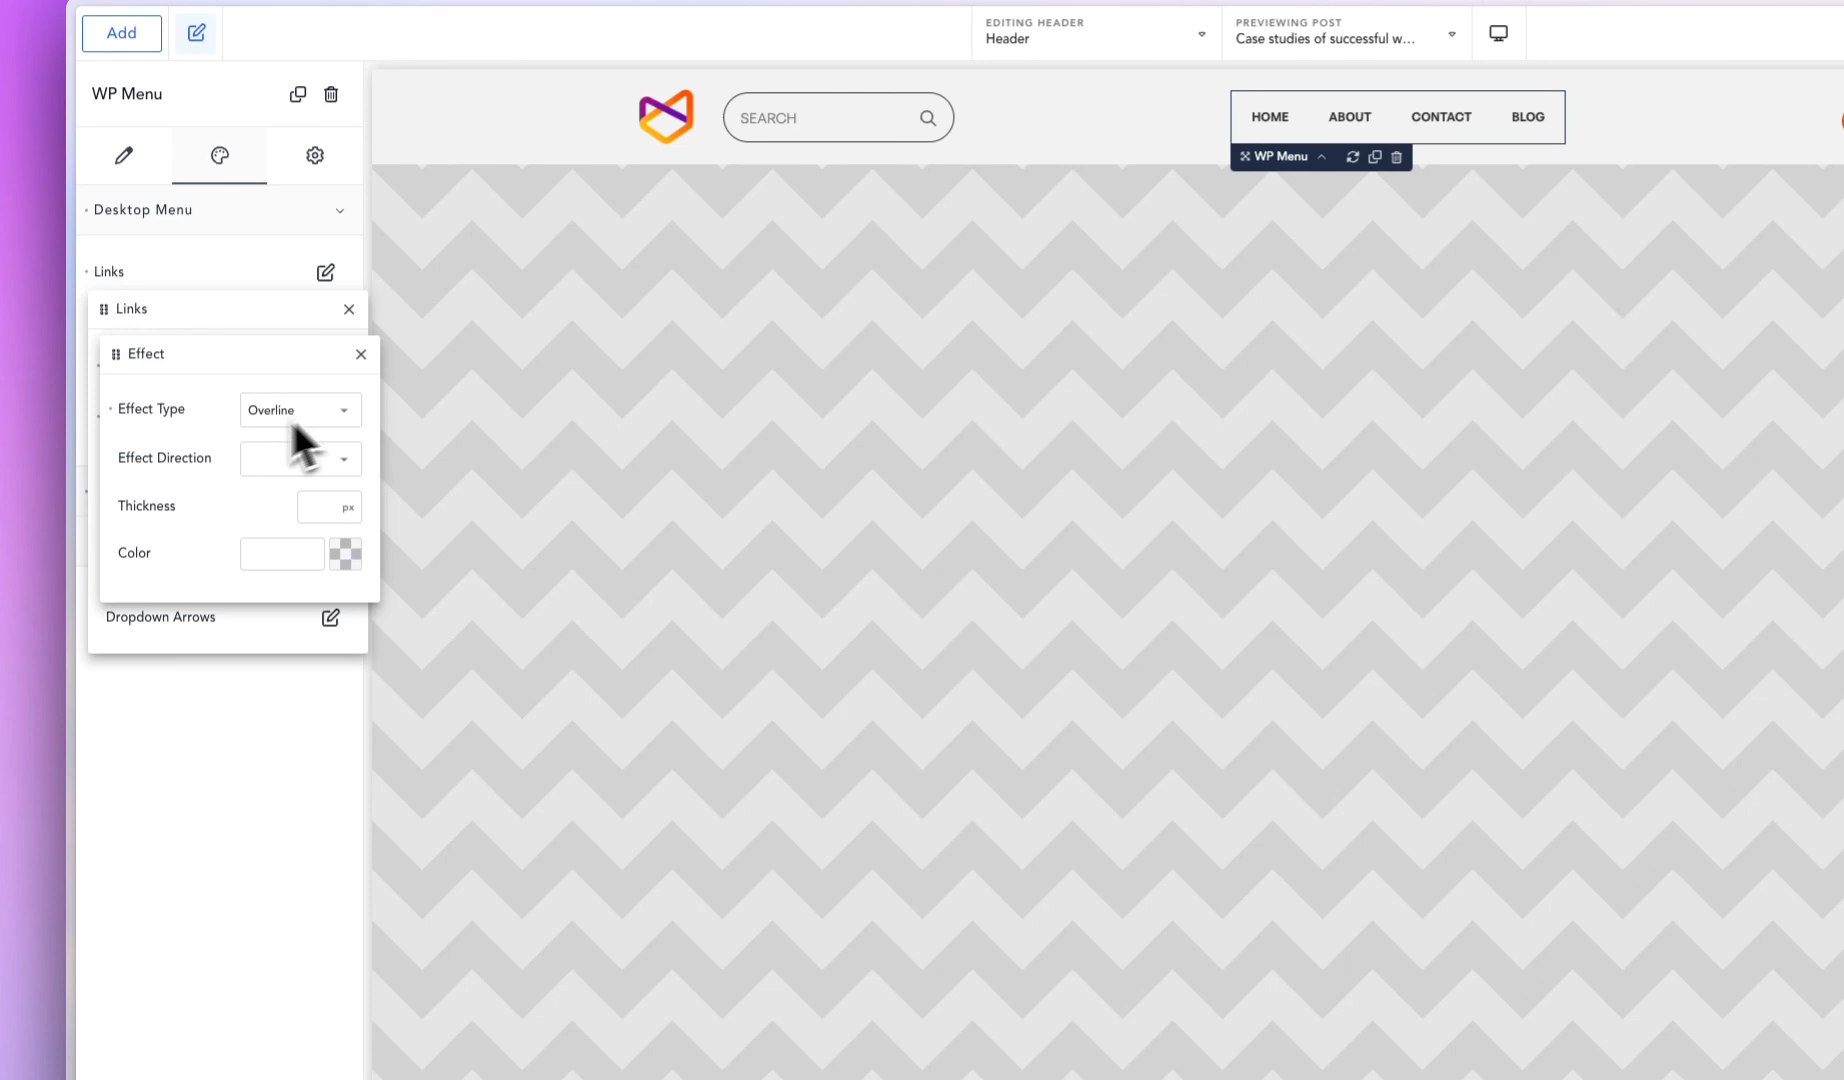 Add
EDITING HEADER
Header
PREVIEWING POST
Case studies of successful w...
WP Menu
SEARCH
HOME
ABOUT
CONTACT
BLOG
WP Menu
Desktop Menu
Links
Links
Effect
Effect Type
Overline
Effect Direction
Thickness
px
Color
Dropdown Arrows